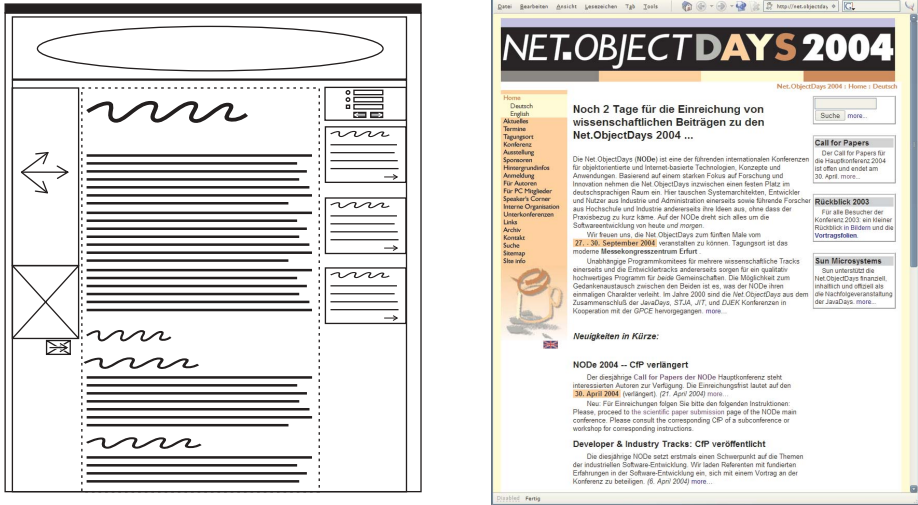 Datei Bearbeiten Ansicht Lesezeichen Tab Tools
http://net.objectday
NET.OBJECTDAYS 2004
Net.ObjectDays 2004 : Home : Deutsch
Home
Deutsch
English
Aktuelles
Termine
Tagungsort
Konferenz
Ausstellung
Sponsoren
Hintergrundinfos
Anmeldung
Für Autoren
Für PC Mitglieder
Speaker's Corner
Interne Organisation
Unterkonferenzen
Links
Archiv
Kontakt
Suche
Sitemap
Site info
Noch 2 Tage für die Einreichung von
wissenschaftlichen Beiträgen zu den
Net.ObjectDays 2004 ...
Die Net.ObjectDays (NODe) ist eine der führenden internationalen Konferenzen
für objektorientierte und Internet-basierte Technologien, Konzepte und
Anwendungen. Basierend auf einem starken Fokus auf Forschung und
Innovation nehmen die Net.ObjectDays inzwischen einen festen Platz im
deutschsprachigen Raum ein. Hier tauschen Systemarchitekten, Entwickler
und Nutzer aus Industrie und Administration einerseits sowie führende Forscher
aus Hochschule und Industrie andererseits ihre Ideen aus, ohne dass der
Praxisbezug zu kurz käme. Auf der NODe dreht sich alles um die
Softwareentwicklung von heute und morgen.
Wir freuen uns, die Net.ObjectDays zum fünften Male vom
27. - 30. September 2004 veranstalten zu können. Tagungsort ist das
moderne Messekongresszentrum Erfurt .
Unabhängige Programmkomitees für mehrere wissenschaftliche Tracks
einerseits und die Entwicklertracks andererseits sorgen für ein qualitativ
hochwertiges Programm für beide Gemeinschaften. Die Möglichkeit zum
Gedankenaustausch zwischen den Beiden ist es, was der NODe ihren
einmaligen Charakter verleiht. Im Jahre 2000 sind die Net.ObjectDays aus dem
Zusammenschluß der JavaDays, STJA, JIT, und DJEK Konferenzen in
Kooperation mit der GPCE hervorgegangen. more...
Neuigkeiten in Kürze:
NODe 2004 -- CfP verlängert
Der diesjährige Call for Papers der NODe Hauptkonferenz steht
interessierten Autoren zur Verfügung. Die Einreichungsfrist lautet auf den
30. April 2004 (verlängert). (21. April 2004) more...
Neu: Für Einreichungen folgen Sie bitte den folgenden Instruktionen:
Please, proceed to the scientific paper submission page of the NODe main
conference. Please consult the corresponding CfP of a subconference or
workshop for corresponding instructions.
Developer & Industry Tracks: CfP veröffentlicht
Die diesjährige NODe setzt erstmals einen Schwerpunkt auf die Themen
der industriellen Software-Entwicklung. Wir laden Referenten mit fundierten
Erfahrungen in der Software-Entwicklung ein, sich mit einem Vortrag an der
Konferenz zu beteiligen. (6. April 2004) more...
Suche more...
Call for Papers
Der Call for Papers für
die Hauptkonferenz 2004
ist offen und endet am
30. April. more...
Rückblick 2003
Für alle Besucher der
Konferenz 2003: ein kleiner
Rückblick in Bildern und die
Vortragsfolien.
Sun Microsystems
Sun unterstützt die
Net.ObjectDays finanziell,
inhaltlich und offiziell als
die Nachfolgeveranstaltung
der JavaDays. more...
Disabled Fertig